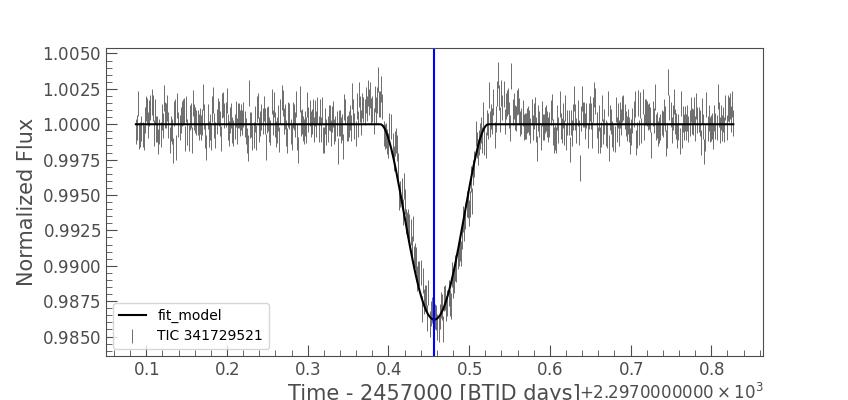 1.0050
1.0025
1.0000
0.9975
0.9950
0.9925
0.9900
0.9875
0.9850
Normalized Flux
fit_model
TIC 341729521
0.1 0.2 0.3 0.4 0.5 0.6 0.7 0.8
Time - 2457000 [BTJD days]
+2.2970000000 × 10³